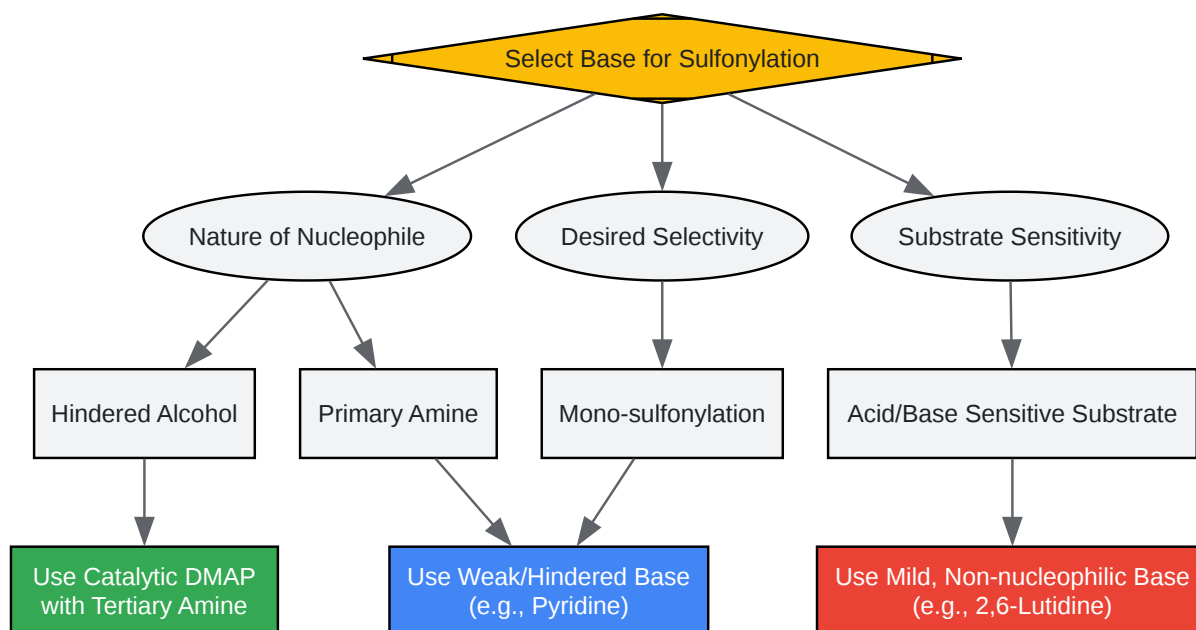 Select Base for Sulfonylation
Nature of Nucleophile
Desired Selectivity
Substrate Sensitivity
Hindered Alcohol
Primary Amine
Mono-sulfonylation
Acid/Base Sensitive Substrate
Use Catalytic DMAP
with Tertiary Amine
Use Weak/Hindered Base
(e.g., Pyridine)
Use Mild, Non-nucleophilic Base
(e.g., 2,6-Lutidine)